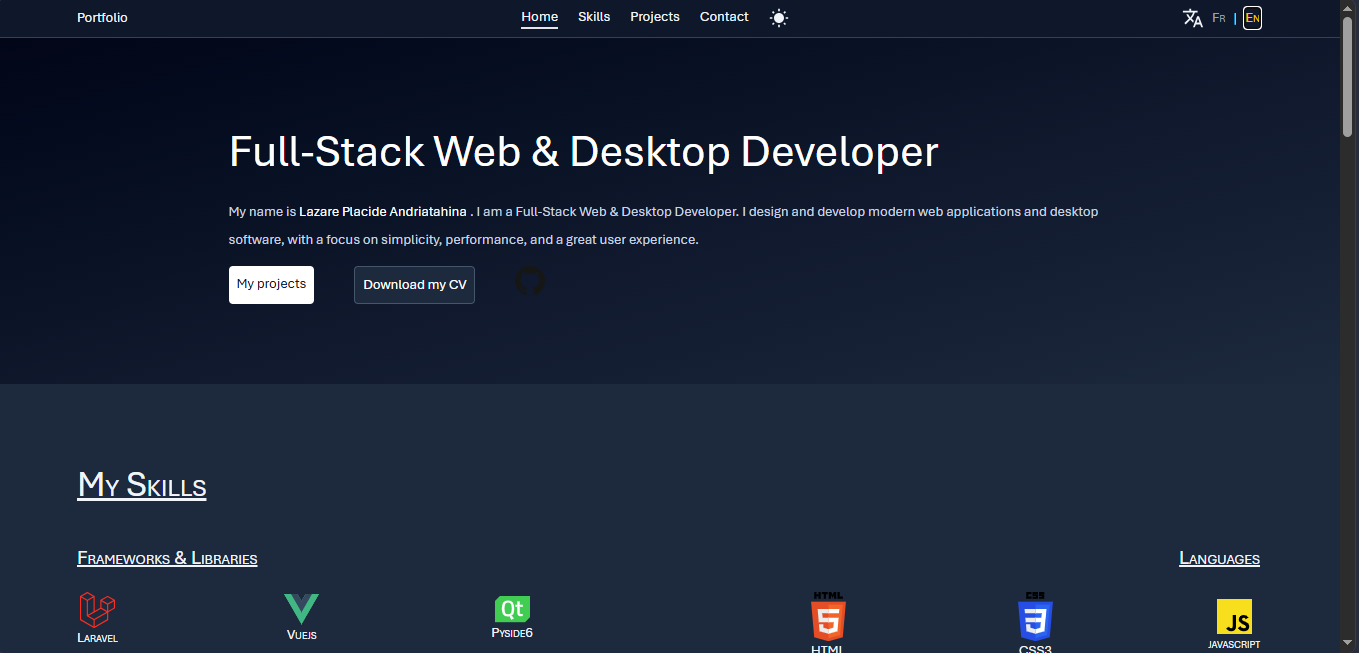 Portfolio
Home Skills Projects Contact
Fr | En
Full-Stack Web & Desktop Developer
My name is Lazare Placide Andriatahina . I am a Full-Stack Web & Desktop Developer. I design and develop modern web applications and desktop
software, with a focus on simplicity, performance, and a great user experience.
My projects
Download my CV
My Skills
Frameworks & Libraries
Languages
Qt
HTML
5
CSS
3
JS
Laravel
VueJS
Pyside6
HTML
CSS3
JAVASCRIPT